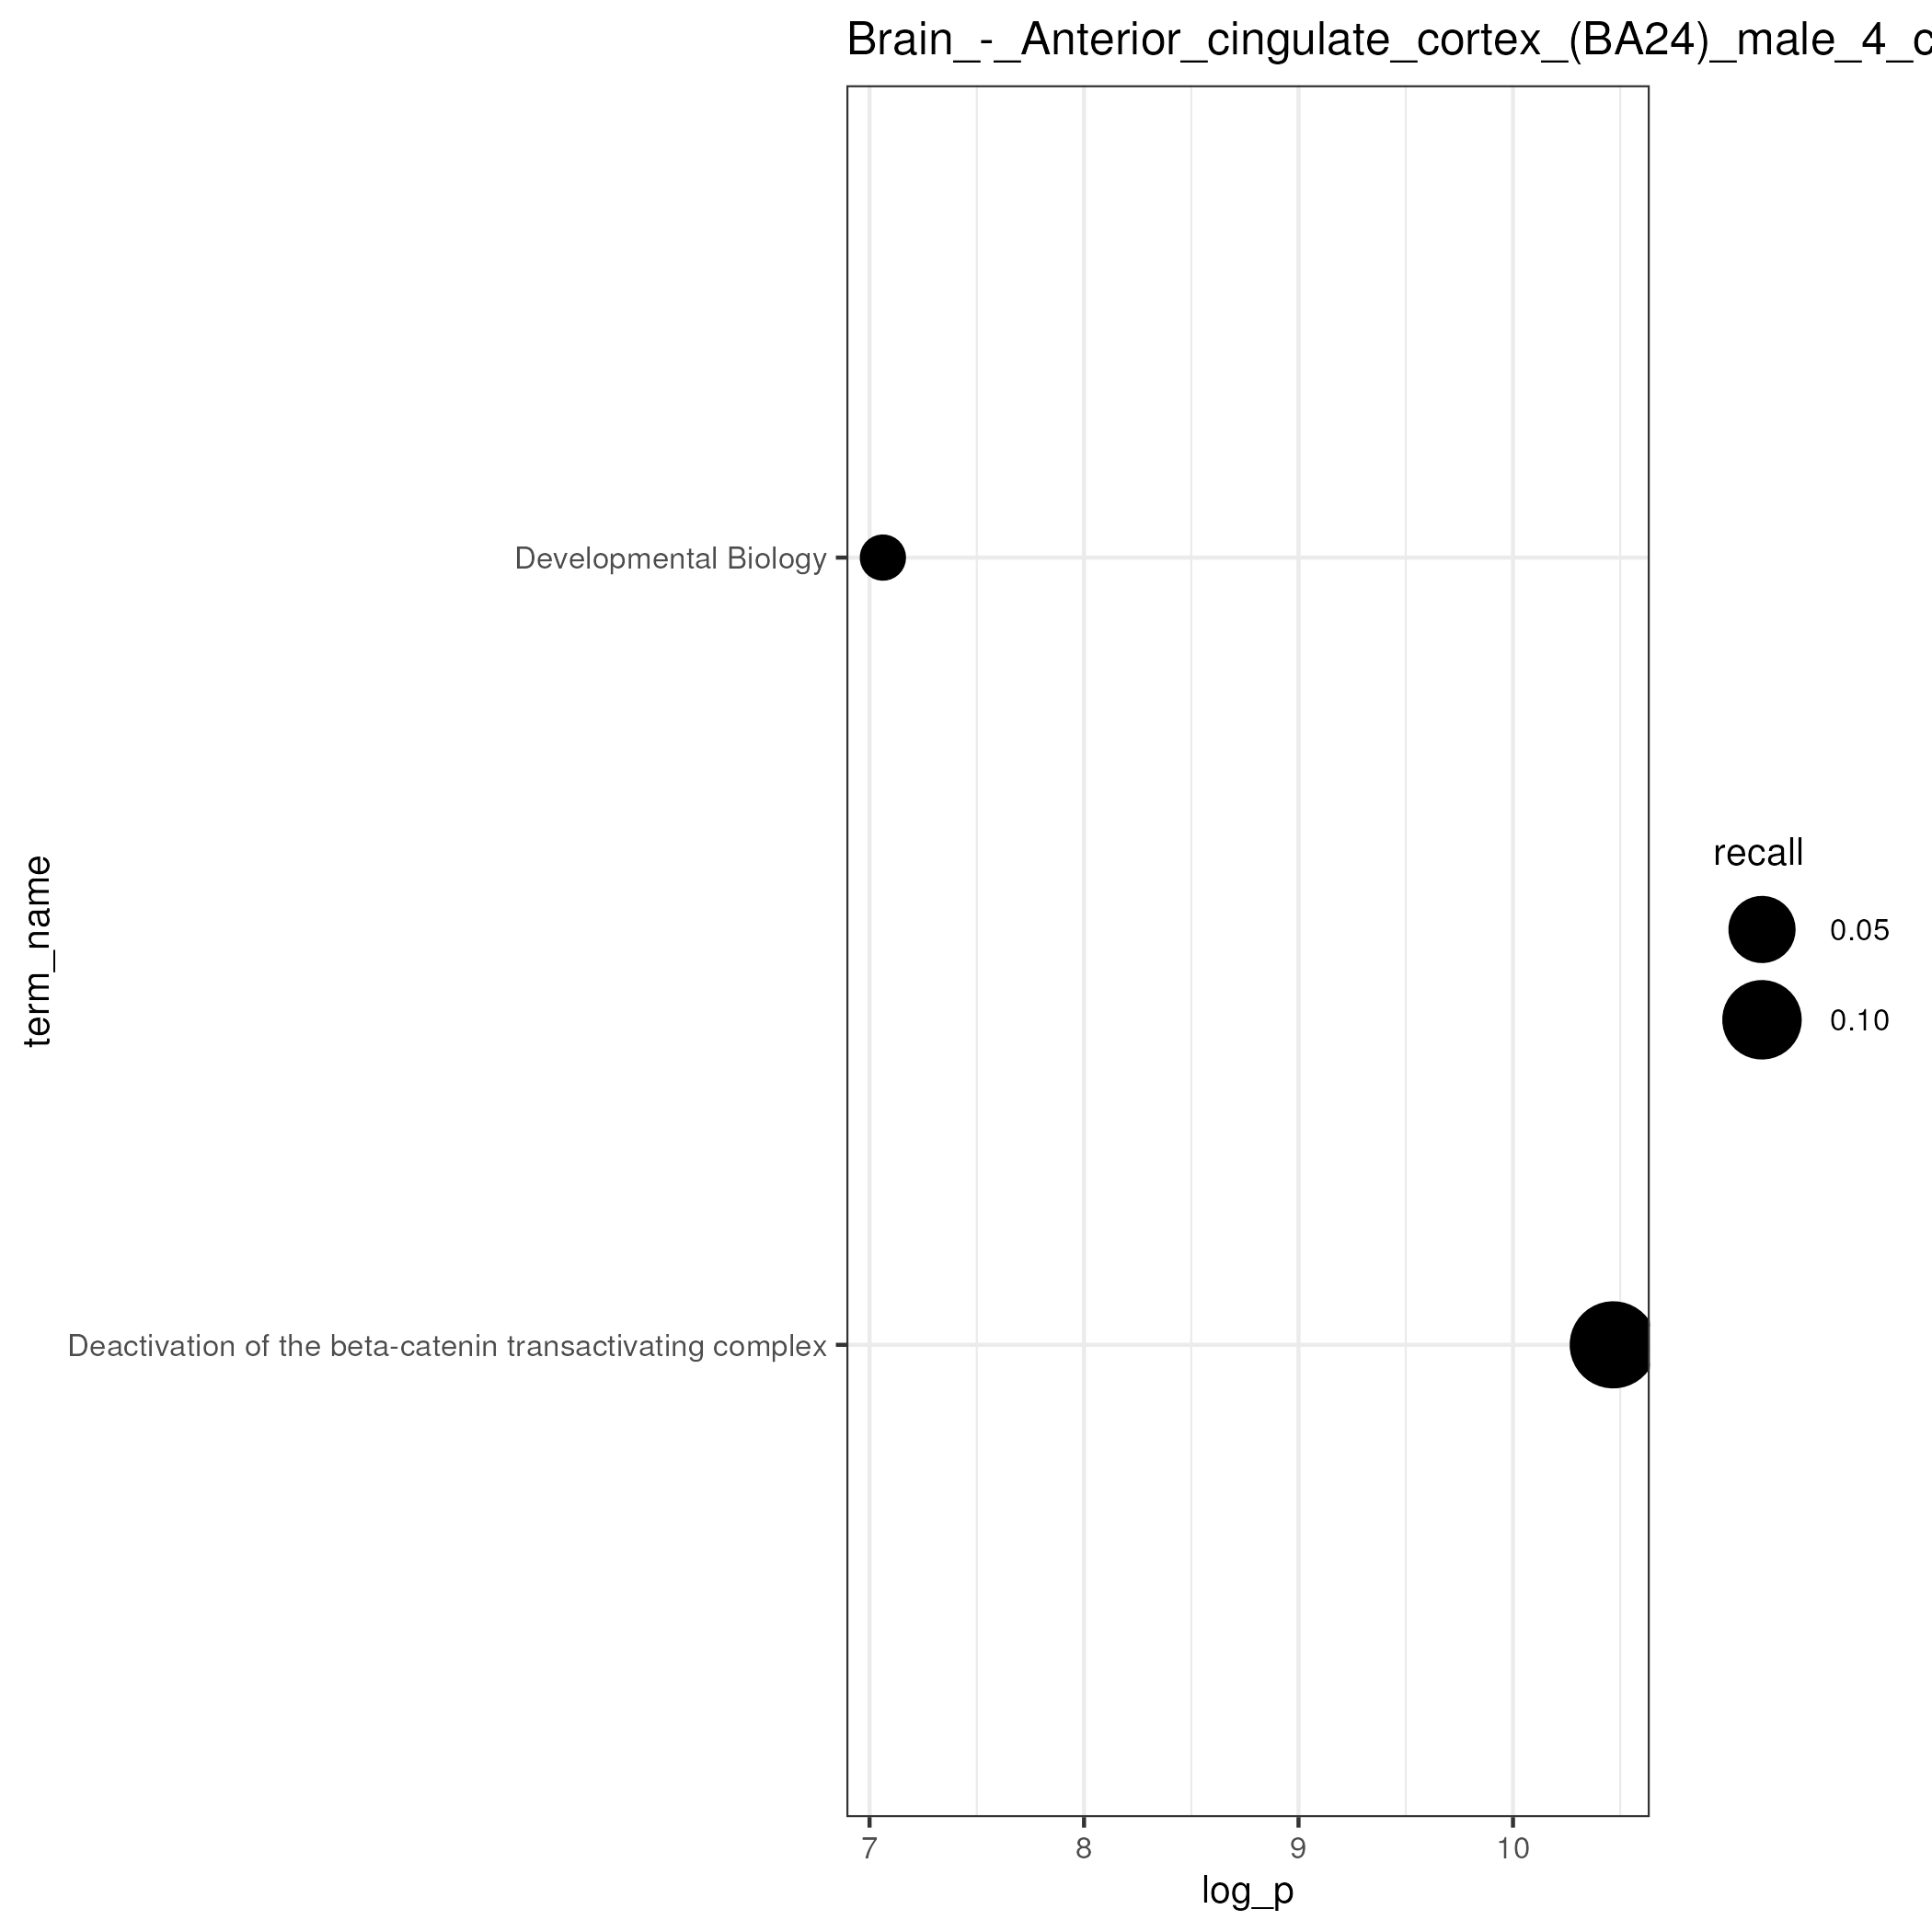 Brain_-_Anterior_cingulate_cortex_(BA24)_male_4_c
Developmental Biology
Deactivation of the beta-catenin transactivating complex
term_name
7 8 9 10
log_p
recall
0.05
0.10